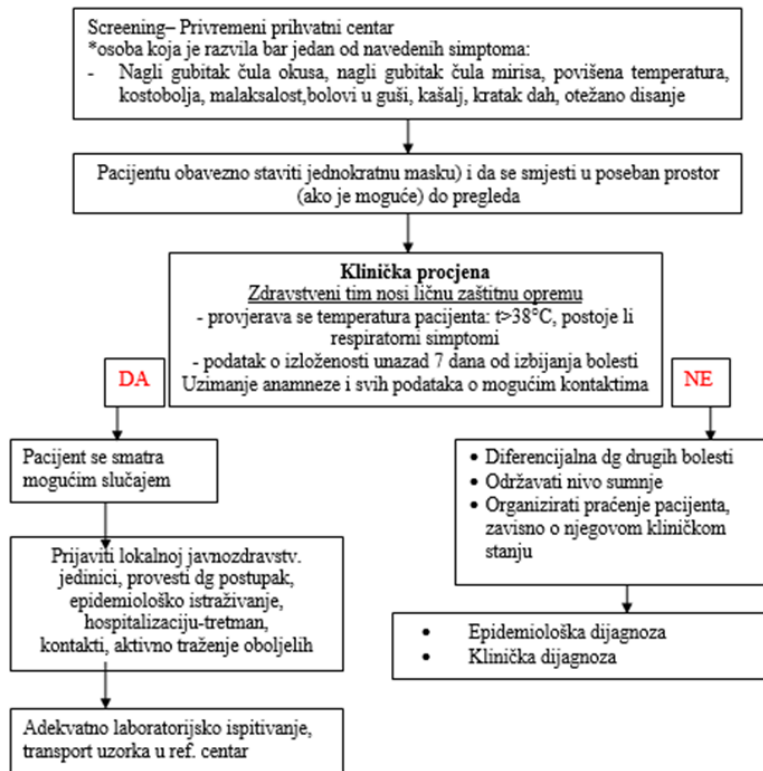 Screening– Privremeni prihvatni centar
*osoba koja je razvila bar jedan od navedenih simptoma:
- Nagli gubitak čula okusa, nagli gubitak čula mirisa, povišena temperatura,
kostobolja, malaksalost,bolovi u guši, kašalj, kratak dah, otežano disanje
Pacijentu obavezno staviti jednokratnu masku) i da se smjesti u poseban prostor
(ako je moguće) do pregleda
Klinička procjena
Zdravstveni tim nosi ličnu zaštitnu opremu
- provjerava se temperatura pacijenta: t>38°C, postoje li
respiratorni simptomi
- podatak o izloženosti unazad 7 dana od izbijanja bolesti
Uzimanje anamneze i svih podataka o mogućim kontaktima
DA
NE
Pacijent se smatra
mogućim slučajem
• Diferencijalna dg drugih bolesti
• Održavati nivo sumnje
• Organizirati praćenje pacijenta,
zavisno o njegovom kliničkom
stanju
Prijaviti lokalnoj javnozdravstv.
jedinici, provesti dg postupak,
epidemiološko istraživanje,
hospitalizaciju-tretman,
kontakti, aktivno traženje oboljelih
• Epidemiološka dijagnoza
• Klinička dijagnoza
Adekvatno laboratorijsko ispitivanje,
transport uzorka u ref. centar